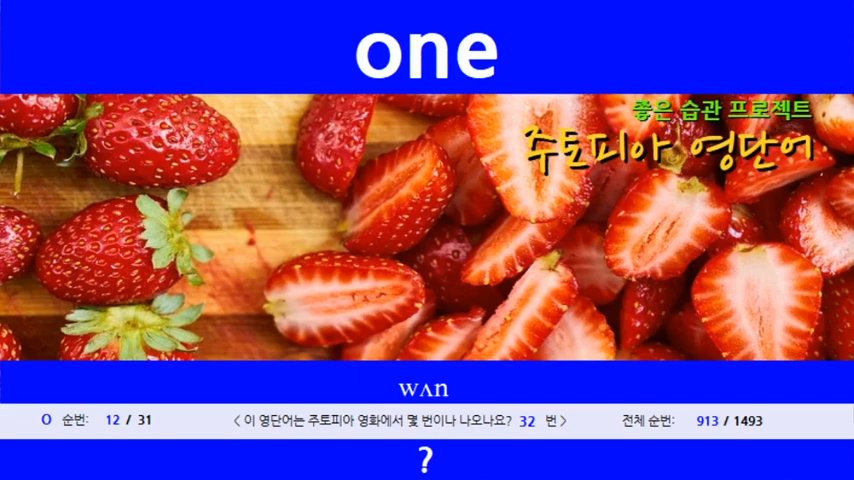 one
좋은 습관 프로젝트
주토피아 영단어
wʌn
O 순번: 12 / 31 < 이 영단어는 주토피아 영화에서 몇 번이나 나오나요? 32 번 > 전체 순번: 913 / 1493
?